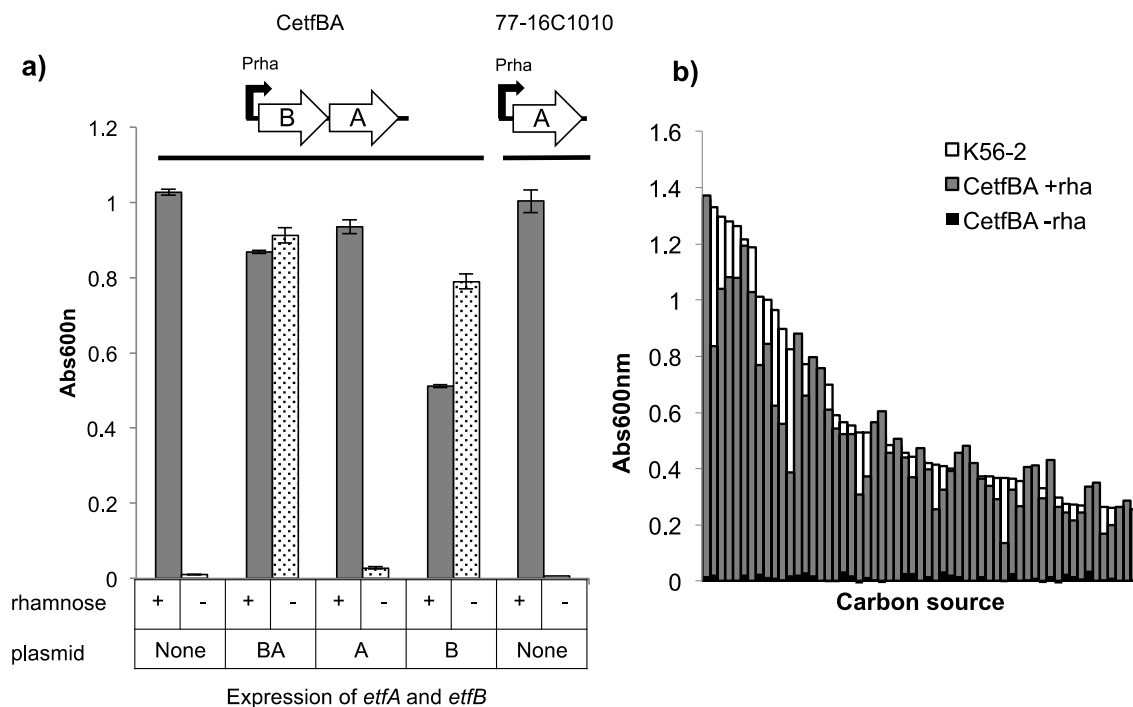 CetfBA 77-16C1010
a)
Prha Prha
B A A
1.2
1
0.8
0.6
0.4
0.2
0
Abs600n
rhamnose + - + - + - + - + -
plasmid None BA A B None
Expression of etfA and etfB
b)
1.6
1.4
1.2
1
0.8
0.6
0.4
0.2
0
Abs600nm
K56-2
CetfBA +rha
CetfBA -rha
Carbon source